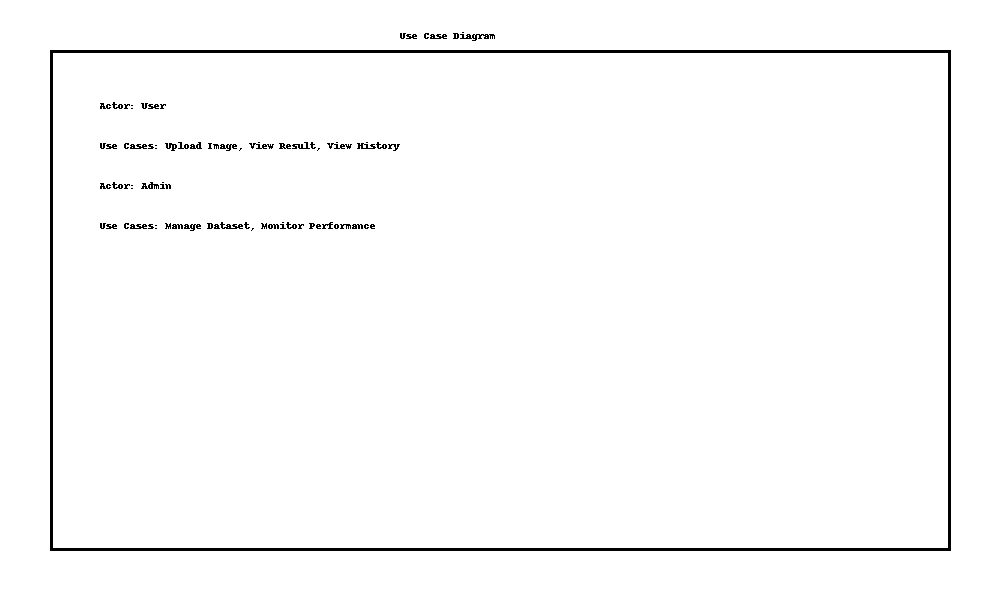 Use Case Diagram
Actor: User
Use Cases: Upload Image, View Result, View History
Actor: Admin
Use Cases: Manage Dataset, Monitor Performance